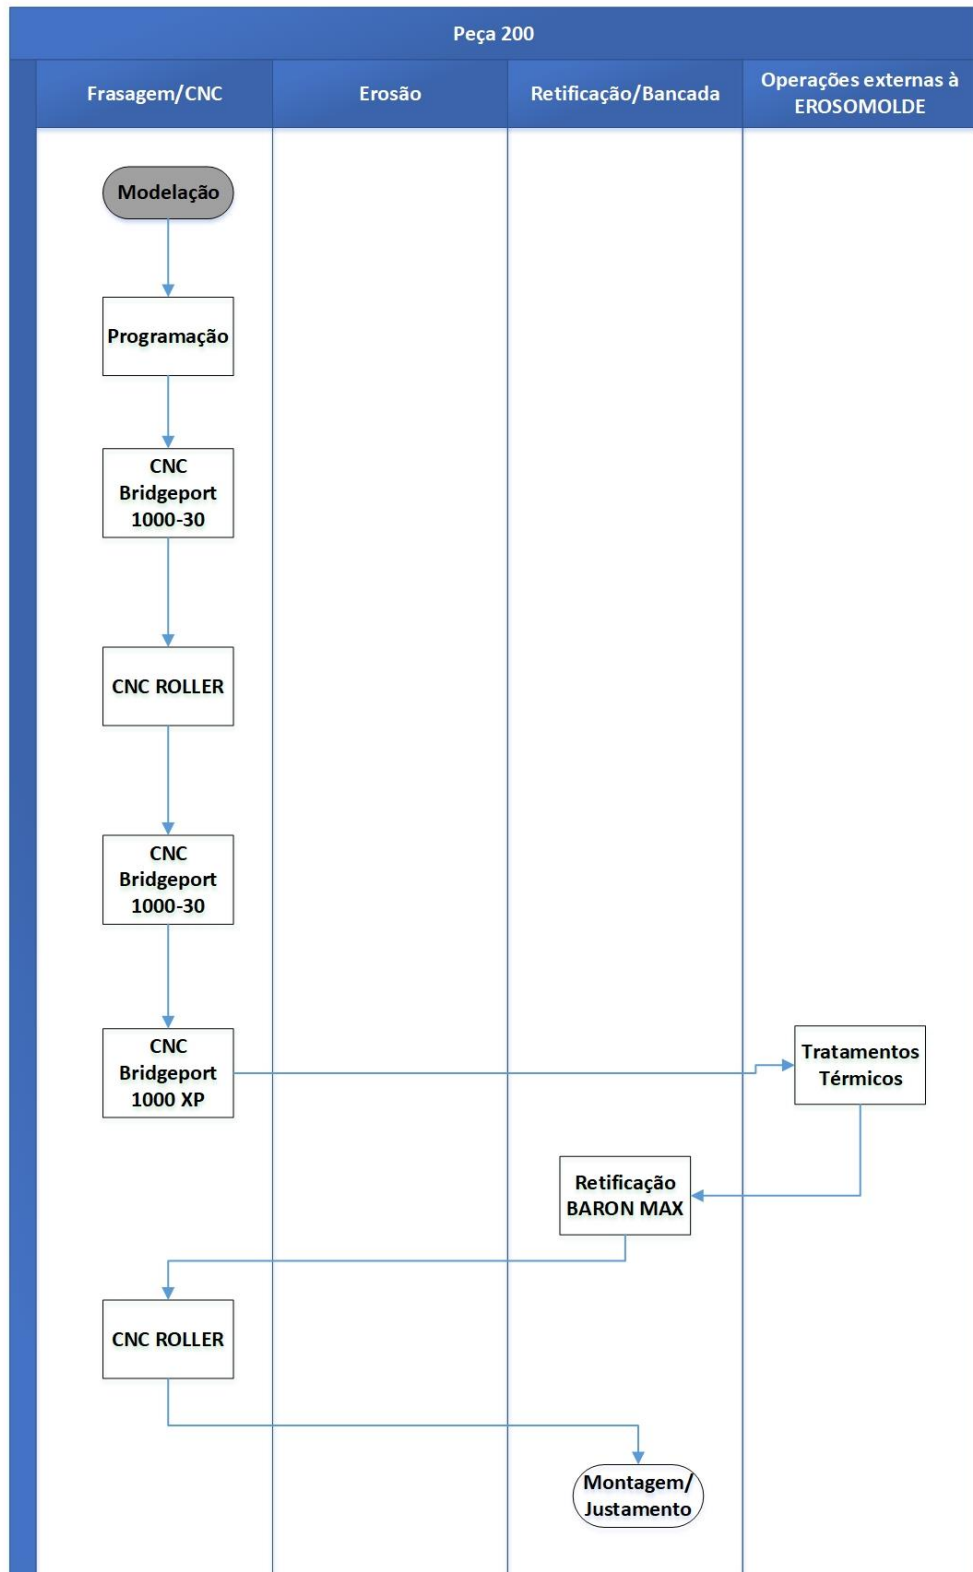 Peça 200
Frasagem/CNC
Erosão
Retificação/Bancada
Operações externas à
EROSOMOLDE
Modelação
Programação
CNC
Bridgeport
1000-30
CNC ROLLER
CNC
Bridgeport
1000-30
CNC
Bridgeport
1000 XP
Tratamentos
Térmicos
Retificação
BARON MAX
CNC ROLLER
Montagem/
Justamento